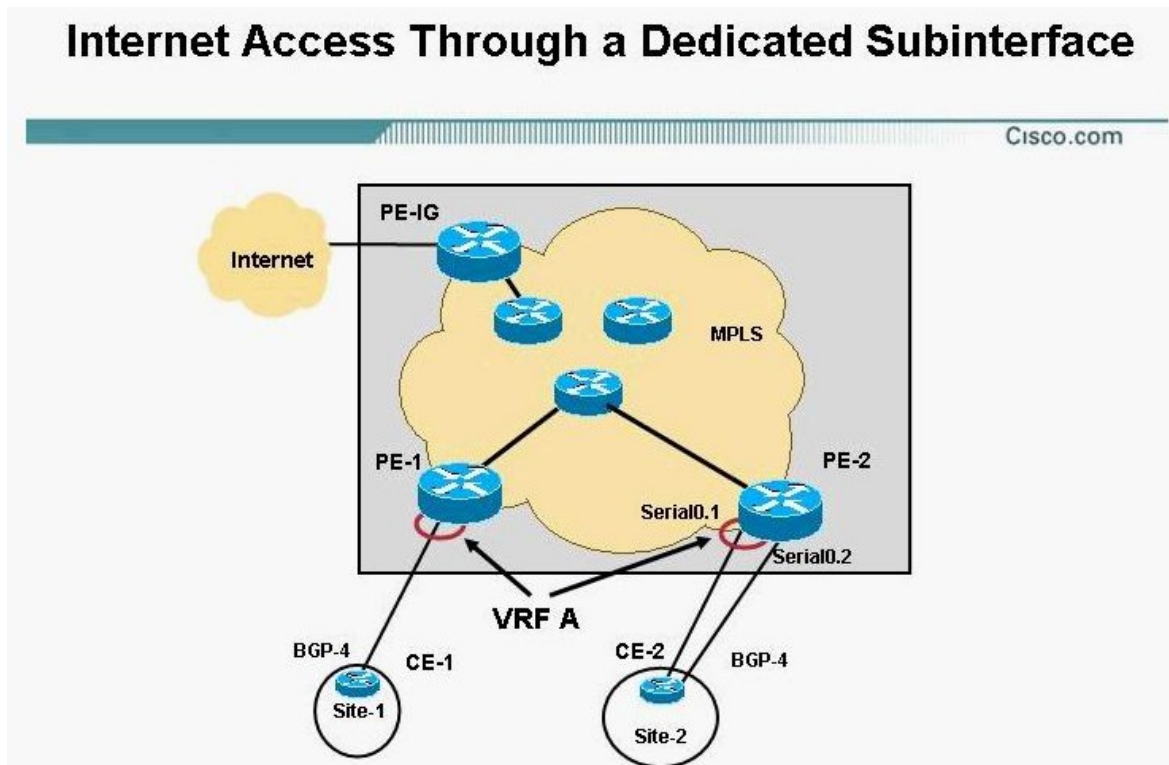 Internet Access Through a Dedicated Subinterface
Cisco.com
PE-IG
Internet
MPLS
PE-1
PE-2
Serial0.1
Serial0.2
VRF A
BGP-4
CE-1
CE-2
BGP-4
Site-1
Site-2